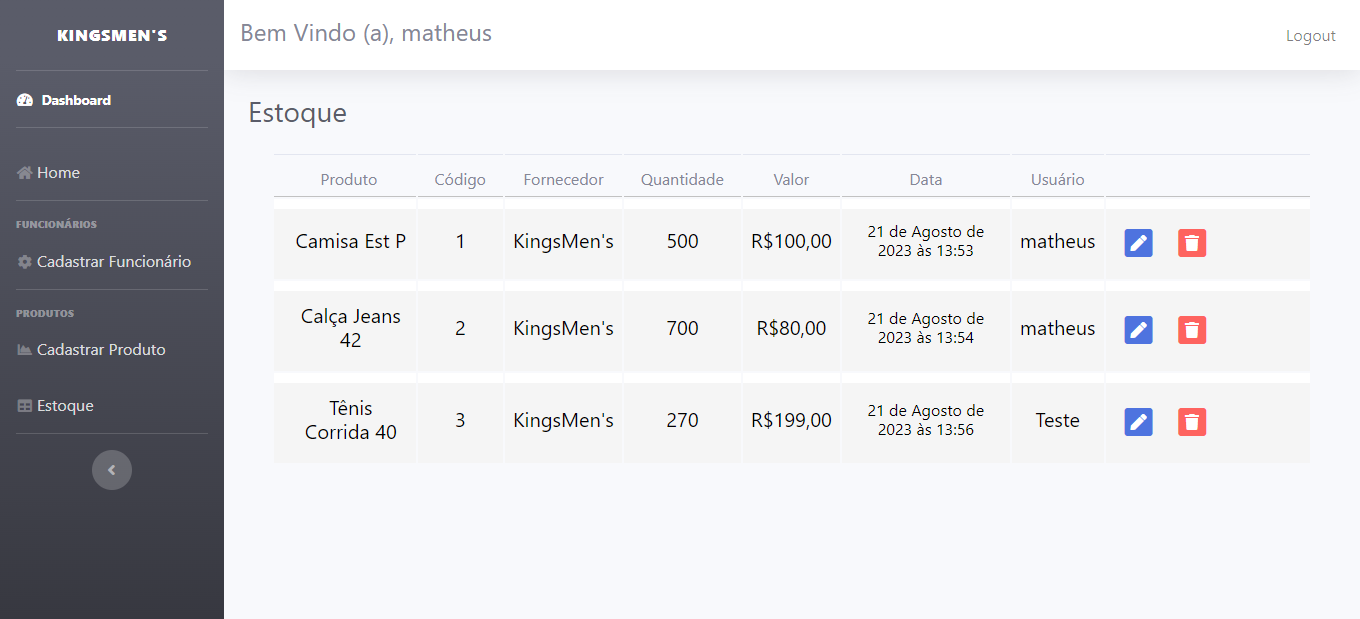 KINGSMEN'S
Bem Vindo (a), matheus
Logout
Dashboard
Home
FUNCIONÁRIOS
Cadastrar Funcionário
PRODUTOS
Cadastrar Produto
Estoque
Estoque
Produto Código Fornecedor Quantidade Valor Data Usuário
Camisa Est P 1 KingsMen's 500 R$100,00 21 de Agosto de
2023 às 13:53 matheus
Calça Jeans
42 2 KingsMen's 700 R$80,00 21 de Agosto de
2023 às 13:54 matheus
Tênis
Corrida 40 3 KingsMen's 270 R$199,00 21 de Agosto de
2023 às 13:56 Teste